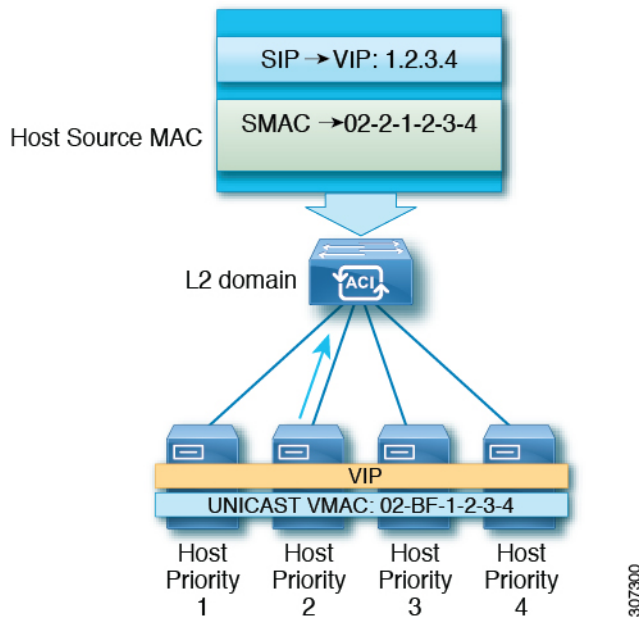 SIP → VIP: 1.2.3.4
Host Source MAC
SMAC → 02-2-1-2-3-4
L2 domain
ACI
VIP
UNICAST VMAC: 02-BF-1-2-3-4
Host Priority 1
Host Priority 2
Host Priority 3
Host Priority 4
307300